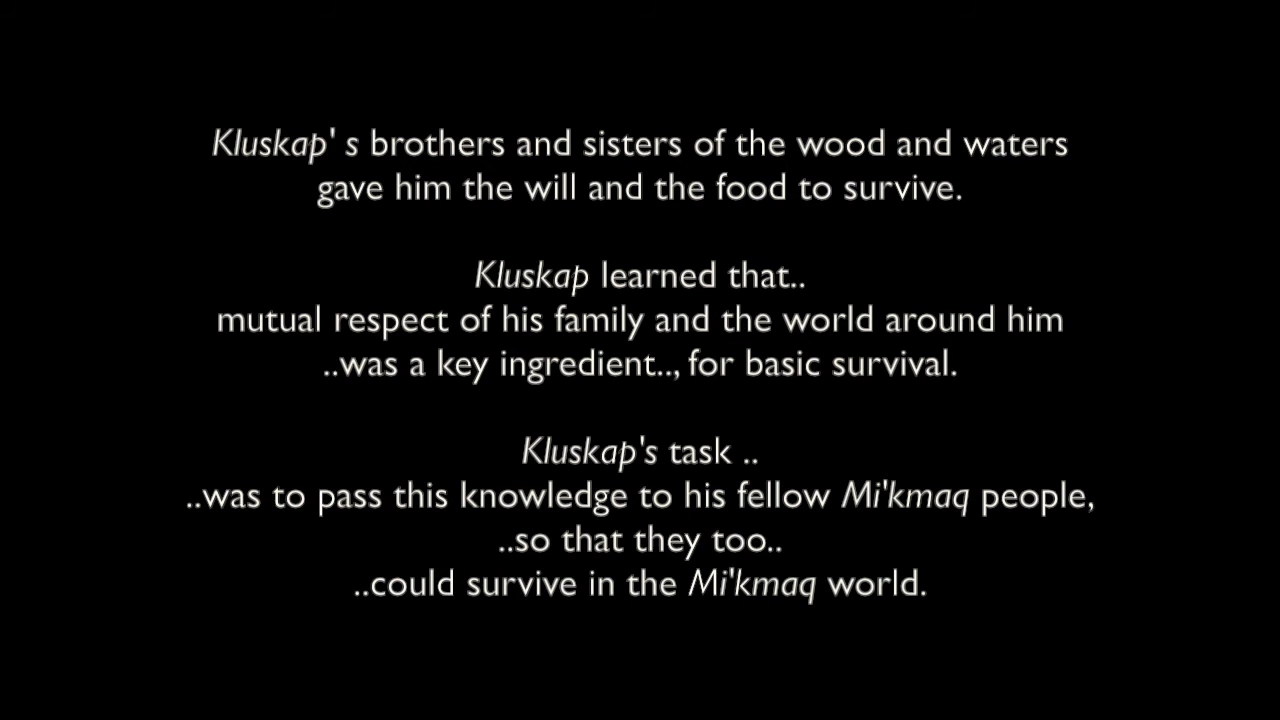 Kluskap' s brothers and sisters of the wood and waters
gave him the will and the food to survive.
Kluskap learned that..
mutual respect of his family and the world around him
..was a key ingredient.., for basic survival.
Kluskap's task ..
..was to pass this knowledge to his fellow Mi'kmaq people,
..so that they too..
..could survive in the Mi'kmaq world.